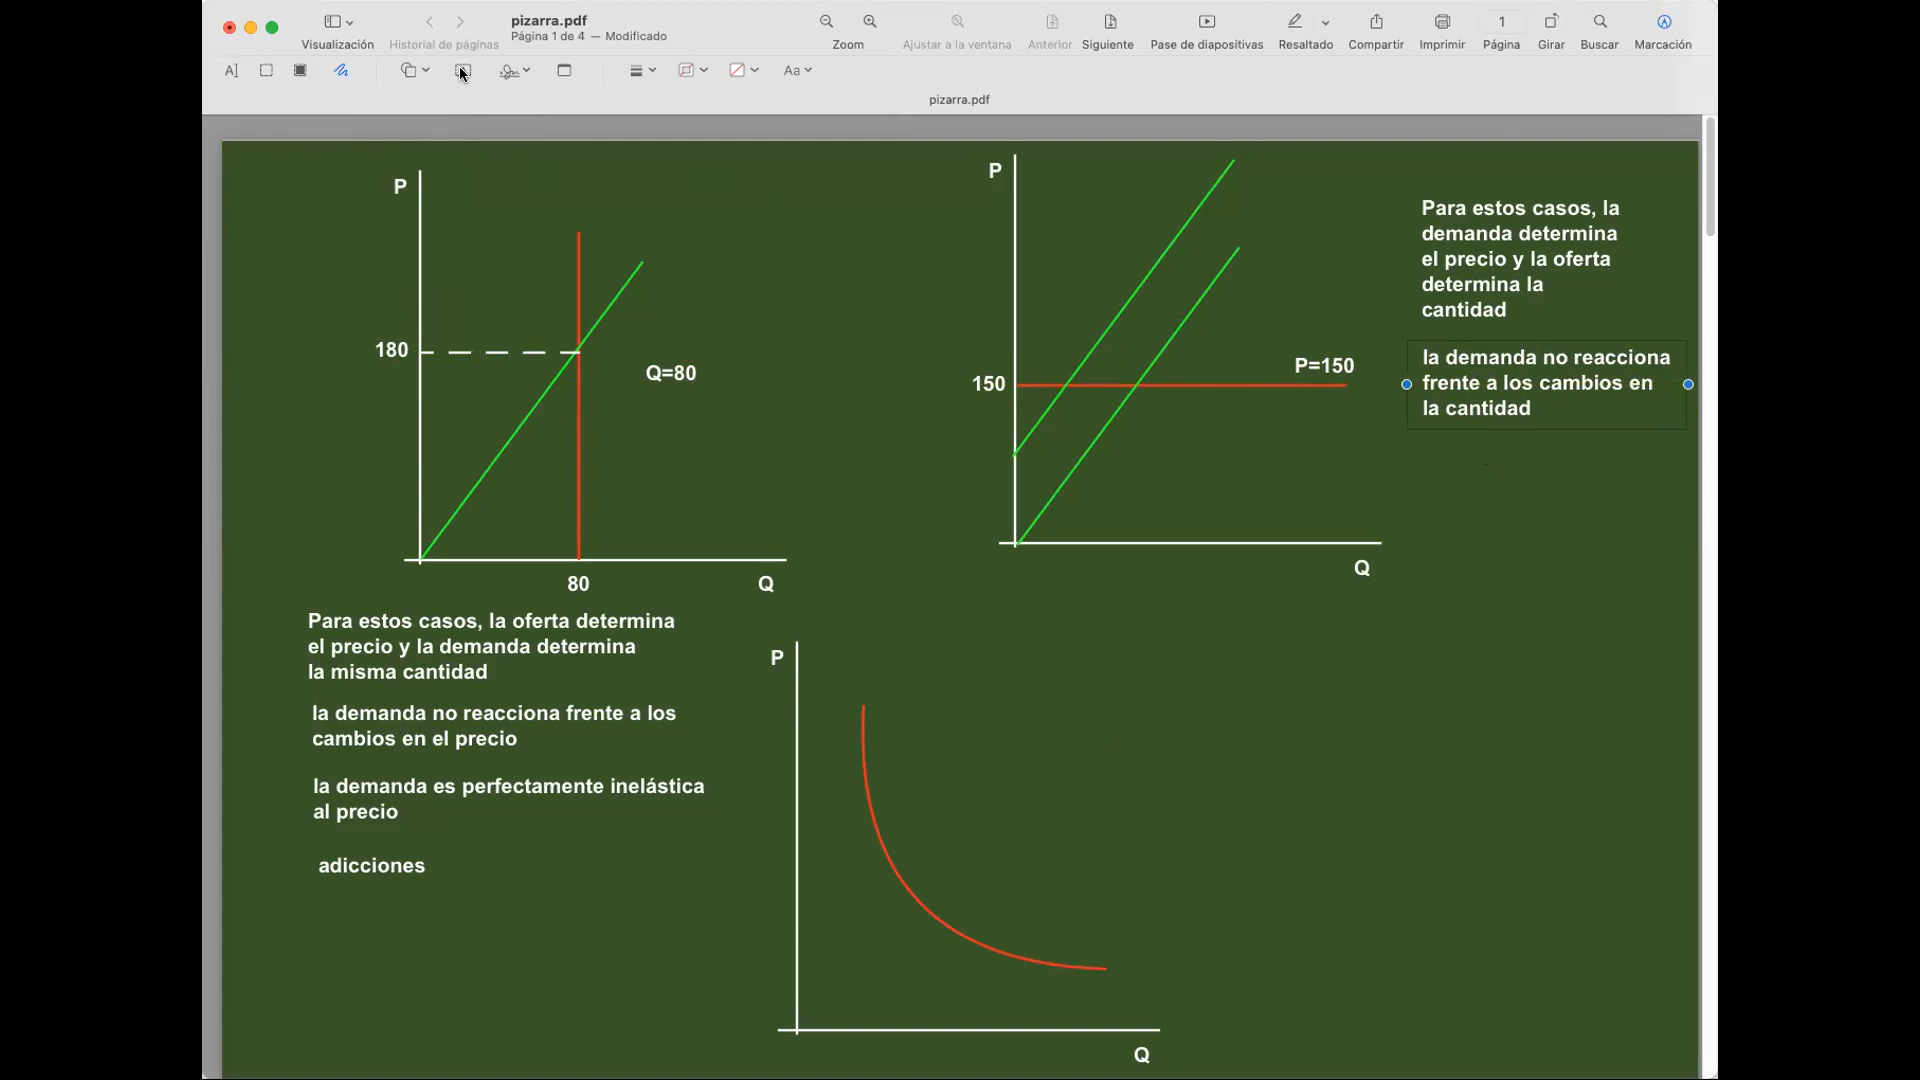 pizarra.pdf
Página 1 de 4 — Modificado
Visualización
Historial de páginas
Zoom
Ajustar a la ventana
Anterior
Siguiente
Pase de diapositivas
Resaltado
Compartir
Imprimir
1
Página
Girar
Buscar
Marcación
Aa
pizarra.pdf
P
180
Q=80
80
Q
Para estos casos, la oferta determina
el precio y la demanda determina
la misma cantidad
la demanda no reacciona frente a los
cambios en el precio
la demanda es perfectamente inelástica
al precio
adicciones
P
150
P=150
Q
Para estos casos, la
demanda determina
el precio y la oferta
determina la
cantidad
la demanda no reacciona
frente a los cambios en
la cantidad
P
Q